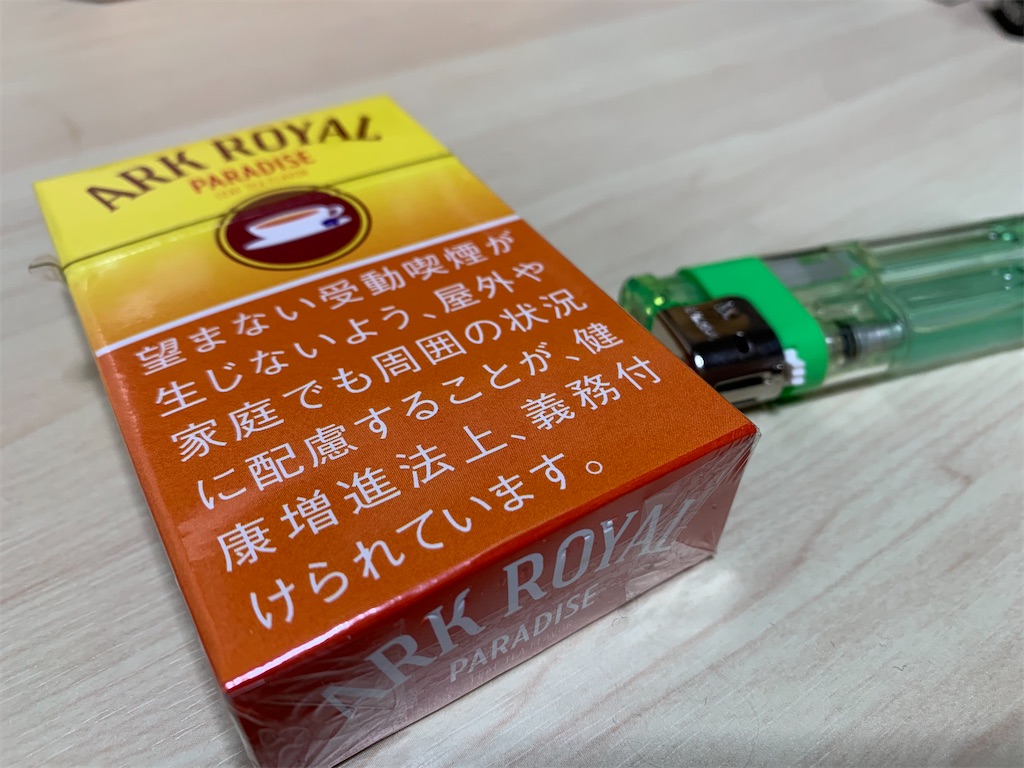 ARK ROYAL
PARADISE
望まない受動喫煙が
生じないよう、屋外や
家庭でも周囲の状況
に配慮することが、健
康増進法上、義務付
けられています。
ARK ROYAL
PARADISE